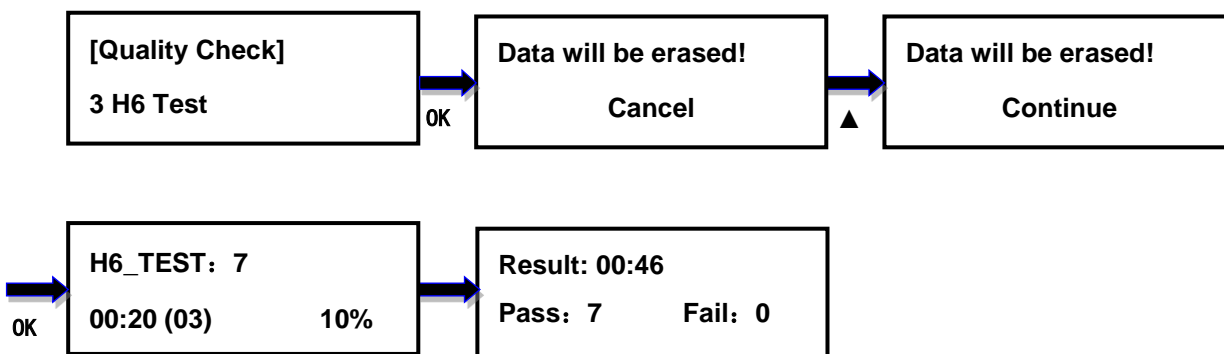 [Quality Check]
3 H6 Test
OK
Data will be erased!
Cancel
▲
Data will be erased!
Continue
OK
H6_TEST：7
00:20 (03) 10%
Result: 00:46
Pass：7 Fail：0